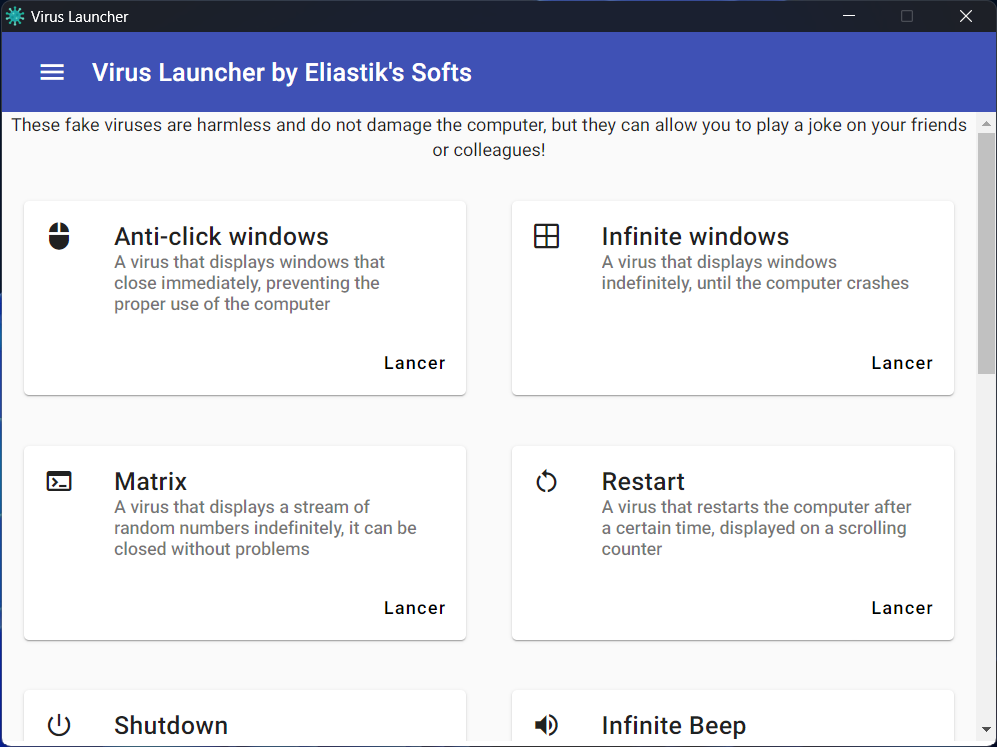 Virus Launcher
Virus Launcher by Eliastik's Softs
These fake viruses are harmless and do not damage the computer, but they can allow you to play a joke on your friends
or colleagues!
Anti-click windows
A virus that displays windows that
close immediately, preventing the
proper use of the computer
Lancer
Infinite windows
A virus that displays windows
indefinitely, until the computer crashes
Lancer
Matrix
A virus that displays a stream of
random numbers indefinitely, it can be
closed without problems
Lancer
Restart
A virus that restarts the computer after
a certain time, displayed on a scrolling
counter
Lancer
Shutdown
Infinite Beep